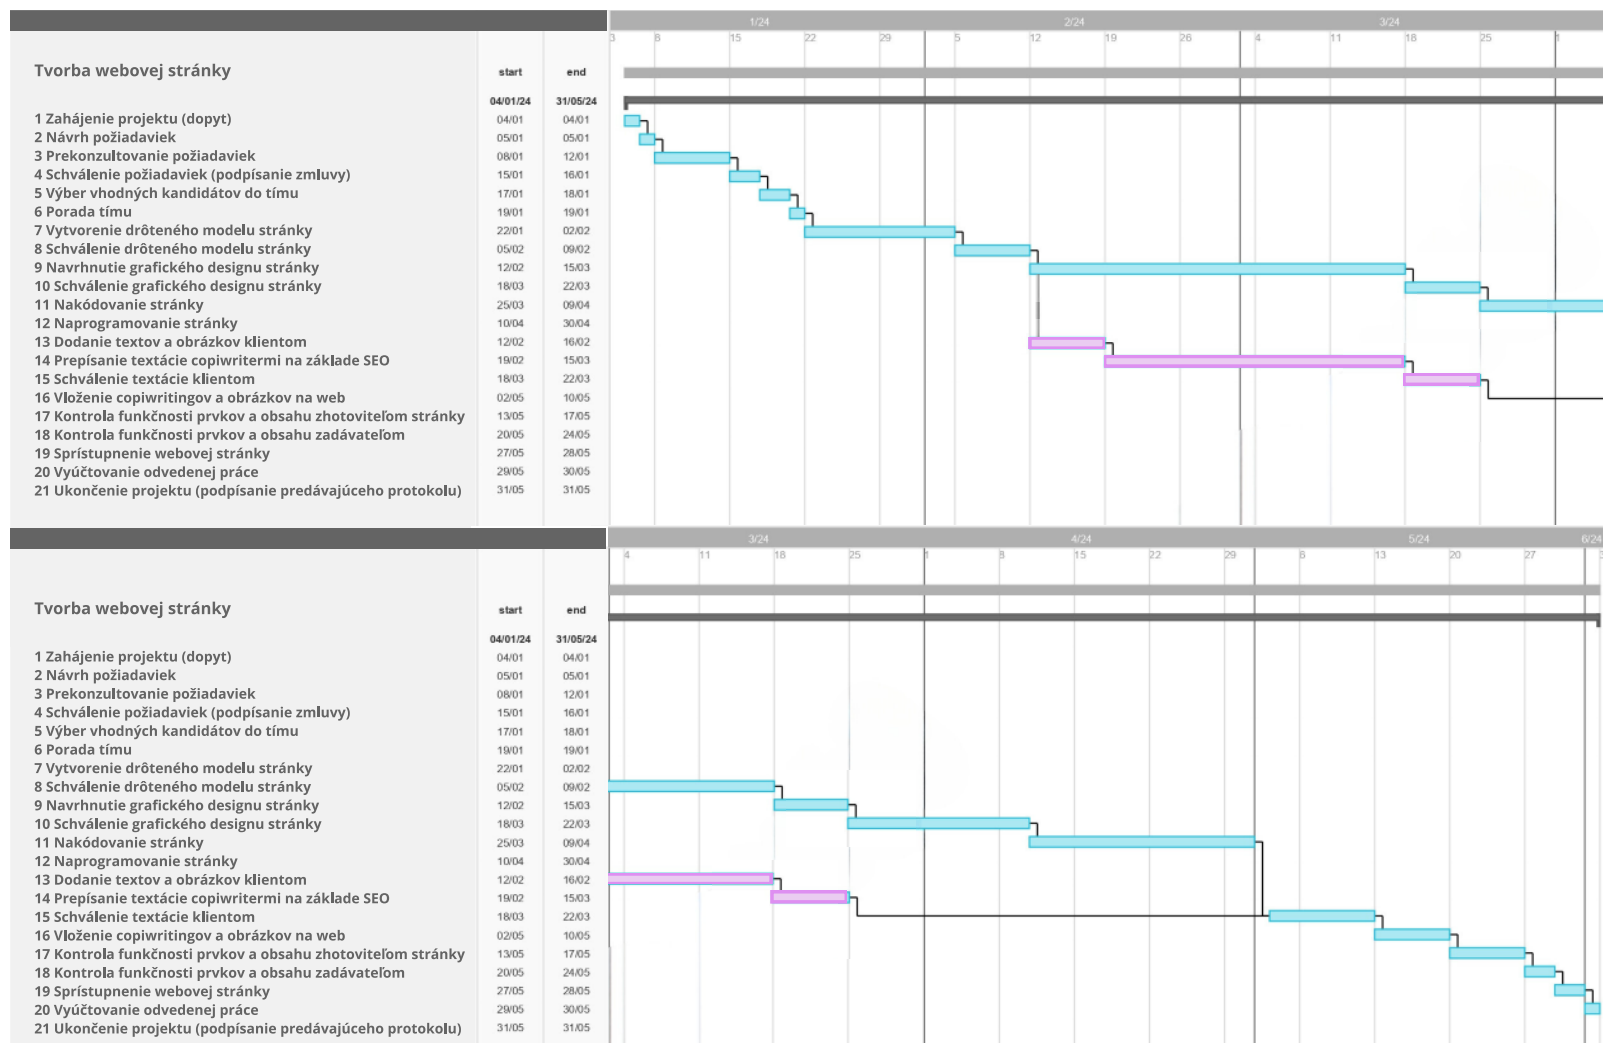 1/24 2/24 3/24
3 8 15 22 29 5 12 19 26 4 11 18 25 1
Tvorba webovej stránky start end
04/01/24 31/05/24
1 Zahájenie projektu (dopyt) 04/01 04/01
2 Návrh požiadaviek 05/01 05/01
3 Prekonzultovanie požiadaviek 08/01 12/01
4 Schválenie požiadaviek (podpísanie zmluvy) 15/01 16/01
5 Výber vhodných kandidátov do tímu 17/01 18/01
6 Porada tímu 19/01 19/01
7 Vytvorenie drôteného modelu stránky 22/01 02/02
8 Schválenie drôteného modelu stránky 05/02 09/02
9 Navrhnutie grafického designu stránky 12/02 15/03
10 Schválenie grafického designu stránky 18/03 22/03
11 Nakódovanie stránky 25/03 09/04
12 Naprogramovanie stránky 10/04 30/04
13 Dodanie textov a obrázkov klientom 12/02 16/02
14 Prepísanie textácie copiwritermi na základe SEO 19/02 15/03
15 Schválenie textácie klientom 18/03 22/03
16 Vloženie copiwritingov a obrázkov na web 02/05 10/05
17 Kontrola funkčnosti prvkov a obsahu zhotoviteľom stránky 13/05 17/05
18 Kontrola funkčnosti prvkov a obsahu zadávateľom 20/05 24/05
19 Sprístupnenie webovej stránky 27/05 28/05
20 Vyúčtovanie odvedenej práce 29/05 30/05
21 Ukončenie projektu (podpísanie predávajúceho protokolu) 31/05 31/05
3/24 4/24 5/24 6/24
4 11 18 25 1 8 15 22 29 6 13 20 27 3
Tvorba webovej stránky start end
04/01/24 31/05/24
1 Zahájenie projektu (dopyt) 04/01 04/01
2 Návrh požiadaviek 05/01 05/01
3 Prekonzultovanie požiadaviek 08/01 12/01
4 Schválenie požiadaviek (podpísanie zmluvy) 15/01 16/01
5 Výber vhodných kandidátov do tímu 17/01 18/01
6 Porada tímu 19/01 19/01
7 Vytvorenie drôteného modelu stránky 22/01 02/02
8 Schválenie drôteného modelu stránky 05/02 09/02
9 Navrhnutie grafického designu stránky 12/02 15/03
10 Schválenie grafického designu stránky 18/03 22/03
11 Nakódovanie stránky 25/03 09/04
12 Naprogramovanie stránky 10/04 30/04
13 Dodanie textov a obrázkov klientom 12/02 16/02
14 Prepísanie textácie copiwritermi na základe SEO 19/02 15/03
15 Schválenie textácie klientom 18/03 22/03
16 Vloženie copiwritingov a obrázkov na web 02/05 10/05
17 Kontrola funkčnosti prvkov a obsahu zhotoviteľom stránky 13/05 17/05
18 Kontrola funkčnosti prvkov a obsahu zadávateľom 20/05 24/05
19 Sprístupnenie webovej stránky 27/05 28/05
20 Vyúčtovanie odvedenej práce 29/05 30/05
21 Ukončenie projektu (podpísanie predávajúceho protokolu) 31/05 31/05